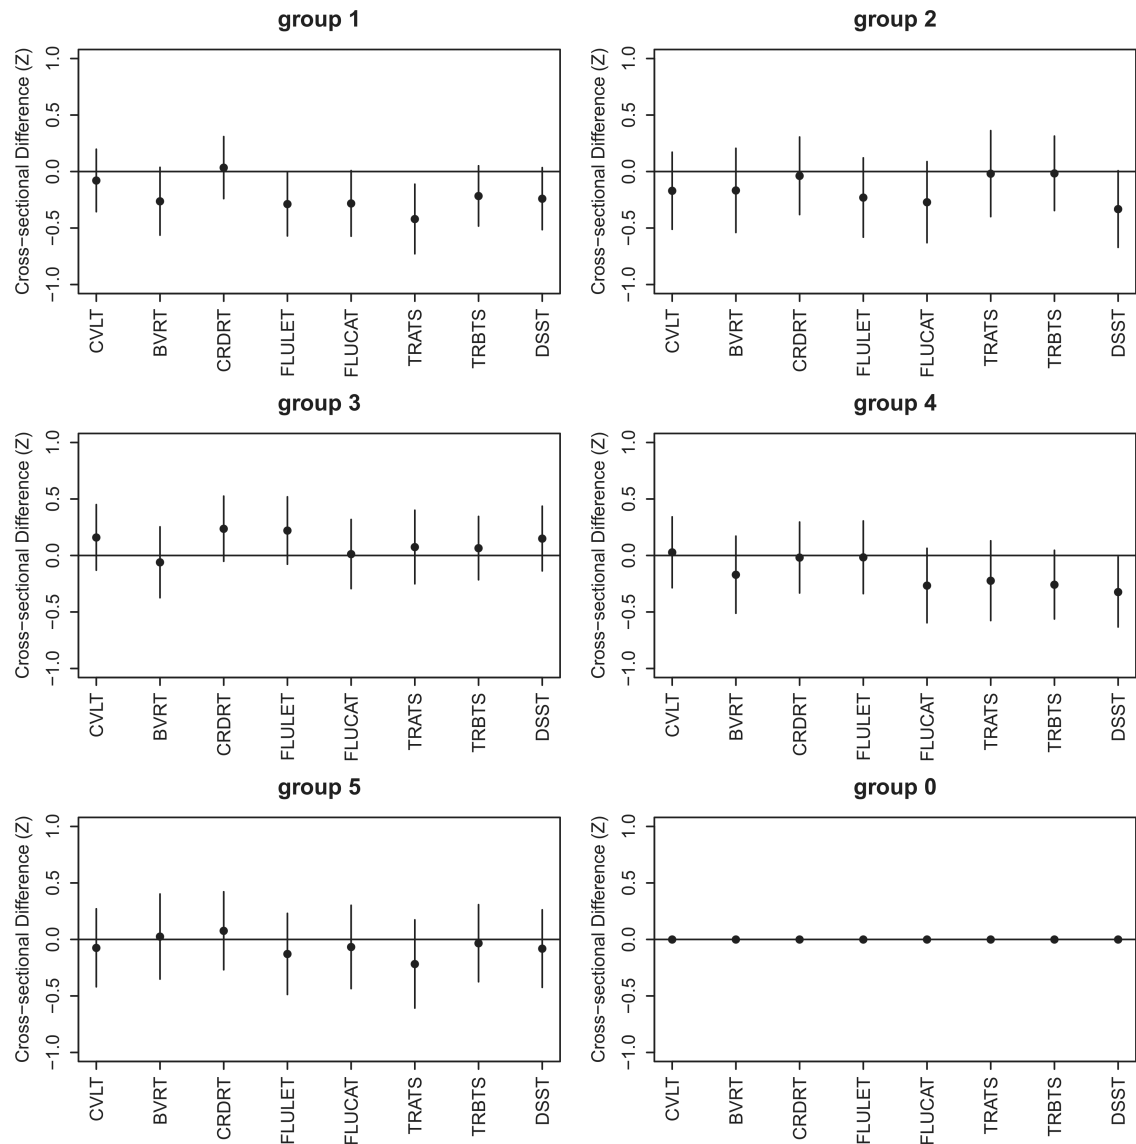 group 1
Cross−sectional Difference (Z)
1.0
0.5
0.0
−0.5
−1.0
CVLT
BVRT
CRDRT
FLULET
FLUCAT
TRATS
TRBTS
DSST
group 2
Cross−sectional Difference (Z)
1.0
0.5
0.0
−0.5
−1.0
CVLT
BVRT
CRDRT
FLULET
FLUCAT
TRATS
TRBTS
DSST
group 3
Cross−sectional Difference (Z)
1.0
0.5
0.0
−0.5
−1.0
CVLT
BVRT
CRDRT
FLULET
FLUCAT
TRATS
TRBTS
DSST
group 4
Cross−sectional Difference (Z)
1.0
0.5
0.0
−0.5
−1.0
CVLT
BVRT
CRDRT
FLULET
FLUCAT
TRATS
TRBTS
DSST
group 5
Cross−sectional Difference (Z)
1.0
0.5
0.0
−0.5
−1.0
CVLT
BVRT
CRDRT
FLULET
FLUCAT
TRATS
TRBTS
DSST
group 0
Cross−sectional Difference (Z)
1.0
0.5
0.0
−0.5
−1.0
CVLT
BVRT
CRDRT
FLULET
FLUCAT
TRATS
TRBTS
DSST